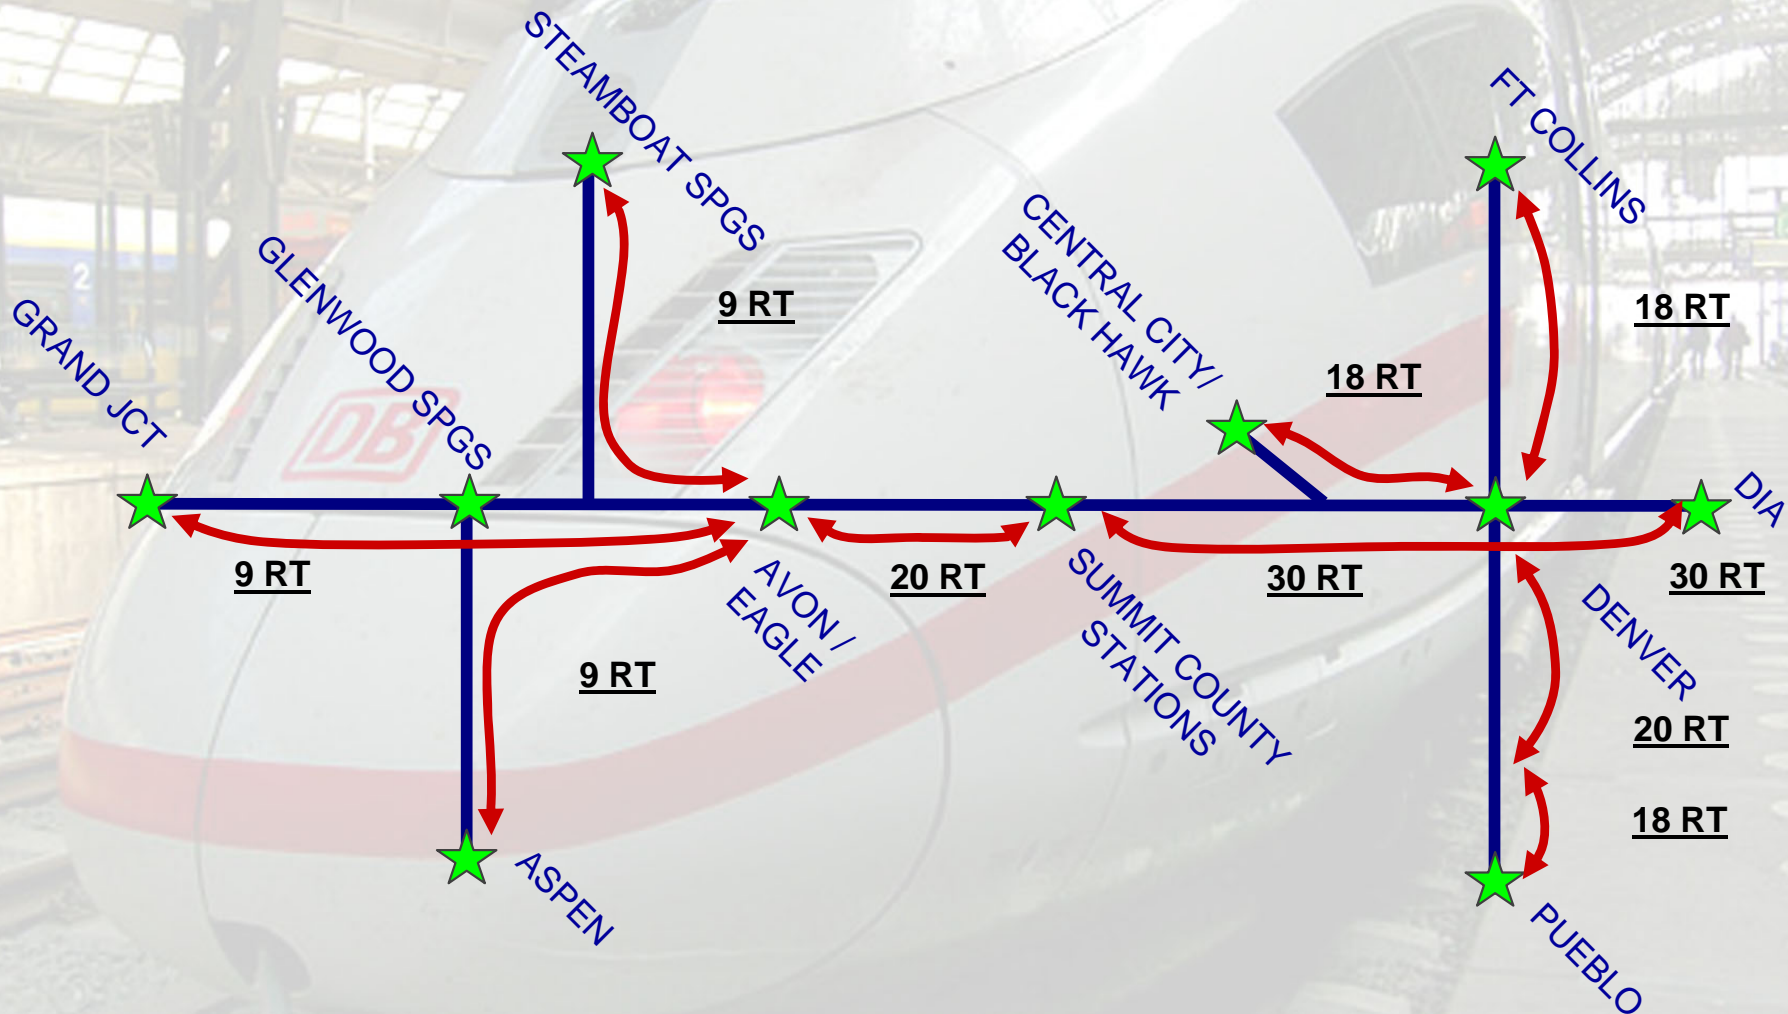 STEAMBOAT SPGS
FT COLLINS
CENTRAL CITY/
BLACK HAWK
GLENWOOD SPGS
GRAND JCT
2
9 RT
18 RT
18 RT
DB
DIA
9 RT
AVON /
EAGLE
20 RT
SUMMIT COUNTY
STATIONS
30 RT
30 RT
DENVER
9 RT
20 RT
18 RT
ASPEN
PUEBLO